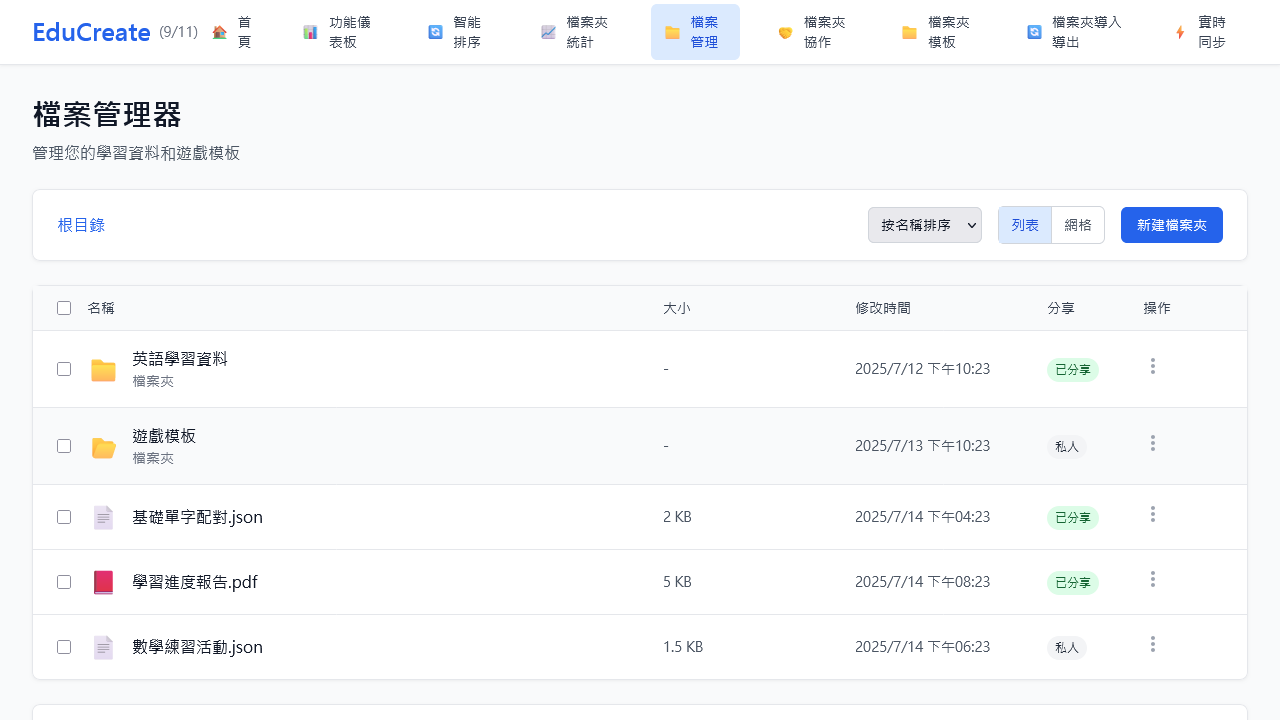 EduCreate (9/11)
首
頁
功能儀
表板
智能
排序
檔案夾
統計
檔案
管理
檔案夾
協作
檔案夾
模板
檔案夾導入
導出
實時
同步
檔案管理器
管理您的學習資料和遊戲模板
根目錄
按名稱排序
列表
網格
新建檔案夾
名稱 大小 修改時間 分享 操作
英語學習資料
檔案夾
- 2025/7/12 下午10:23 已分享
遊戲模板
檔案夾
- 2025/7/13 下午10:23 私人
基礎單字配對.json 2 KB 2025/7/14 下午04:23 已分享
學習進度報告.pdf 5 KB 2025/7/14 下午08:23 已分享
數學練習活動.json 1.5 KB 2025/7/14 下午06:23 私人